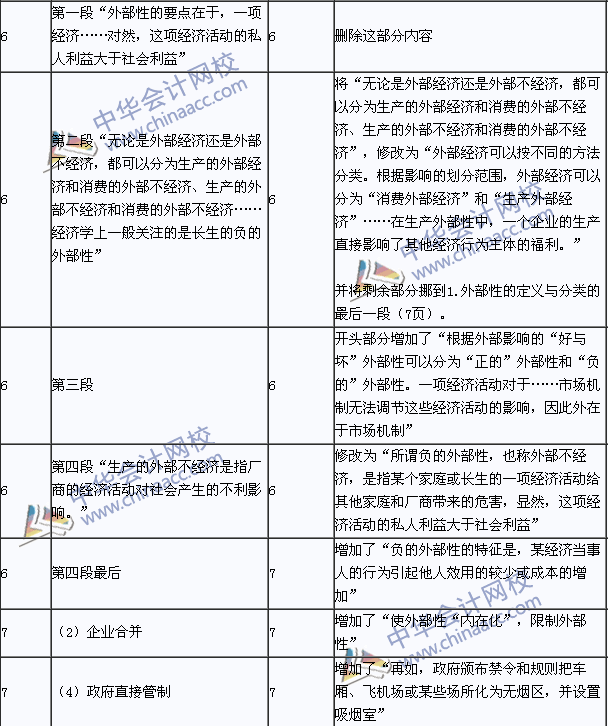 第一段“外部性的要点在于，一项
6
经济……对然，这项经济活动的私
6
删除这部分内容
人利益大于社会利益”
第二段“无论是外部经济还是外部
不经济，都可以分为生产的外部经
济和消费的外部不经济、生产的外
6
部不经济和消费的外部不经济……
经济学上一般关注的是长生的负的
外部性”
6
将“无论是外部经济还是外部不经济，都可
以分为生产的外部经济和消费的外部不经
济、生产的外部不经济和消费的外部不经
济”，修改为“外部经济可以按不同的方法
分类。根据影响的划分范围，外部经济可以
分为“消费外部经济”和“生产外部经
济”……在生产外部性中，一个企业的生产
直接影响了其他经济行为主体的福利。”
并将剩余部分挪到1.外部性的定义与分类的
最后一段（7页）。
6
第三段
6
开头部分增加了“根据外部影响的“好与
坏”外部性可以分为“正的”外部性和“负
的”外部性。一项经济活动对于……市场机
制无法调节这些经济活动的影响，因此外在
于市场机制”
第四段“生产的外部不经济是指厂
6
商的经济活动对社会产生的不利影
响。”
6
修改为“所谓负的外部性，也称外部不经
济，是指某个家庭或长生的一项经济活动给
其他家庭和厂商带来的危害，显然，这项经
济活动的私人利益大于社会利益”
6
第四段最后
7
增加了“负的外部性的特征是，某经济当事
人的行为引起他人效用的较少或成本的增
加”
7
（2）企业合并
7
增加了“使外部性“内在化”，限制外部
性”
7
（4）政府直接管制
7
增加了“再如，政府颁布禁令和规则把车
厢、飞机场或某些场所化为无烟区，并设置
吸烟室”
中华会计网校
www.chinaacc.com
中华会计网校
www.chinaacc.com
中华会计网校
www.chinaacc.com
中华会计网校
www.chinaacc.com